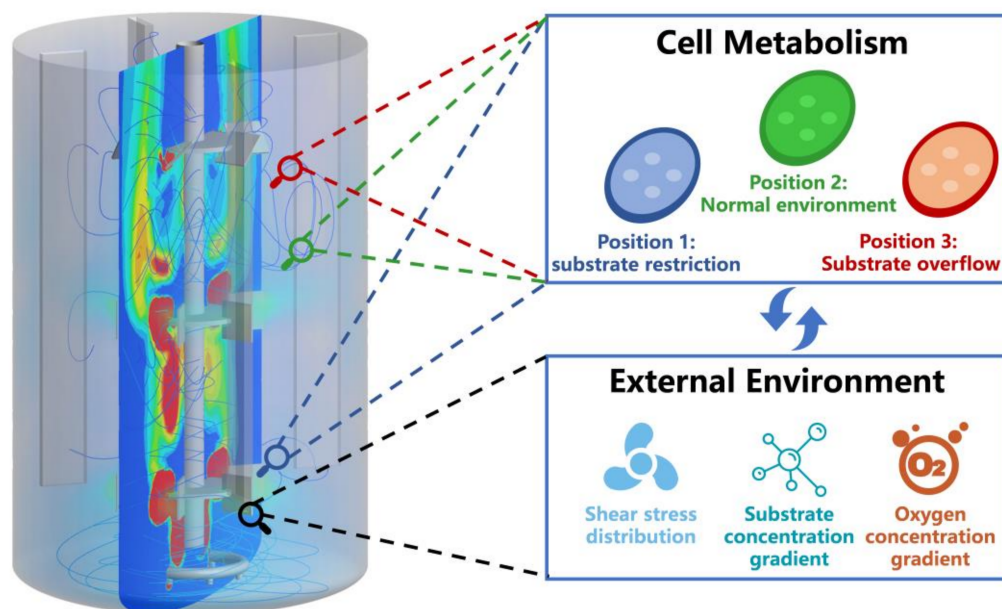 Cell Metabolism
Position 2:
Normal environment
Position 1:
substrate restriction
Position 3:
Substrate overflow
External Environment
O2
Shear stress
distribution
Substrate
concentration
gradient
Oxygen
concentration
gradient